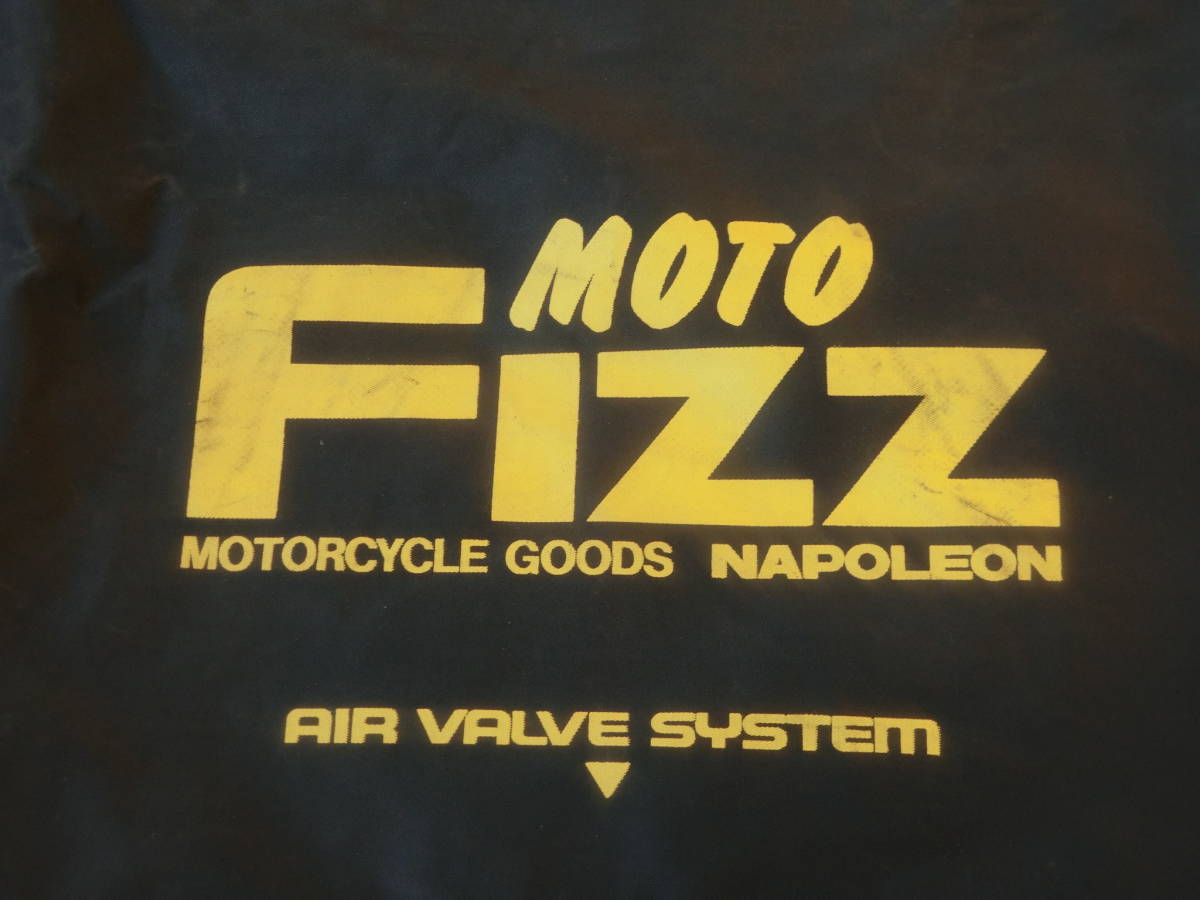 MOTO
FIZZ
MOTORCYCLE GOODS NAPOLEON
AIR VALVE SYSTEM